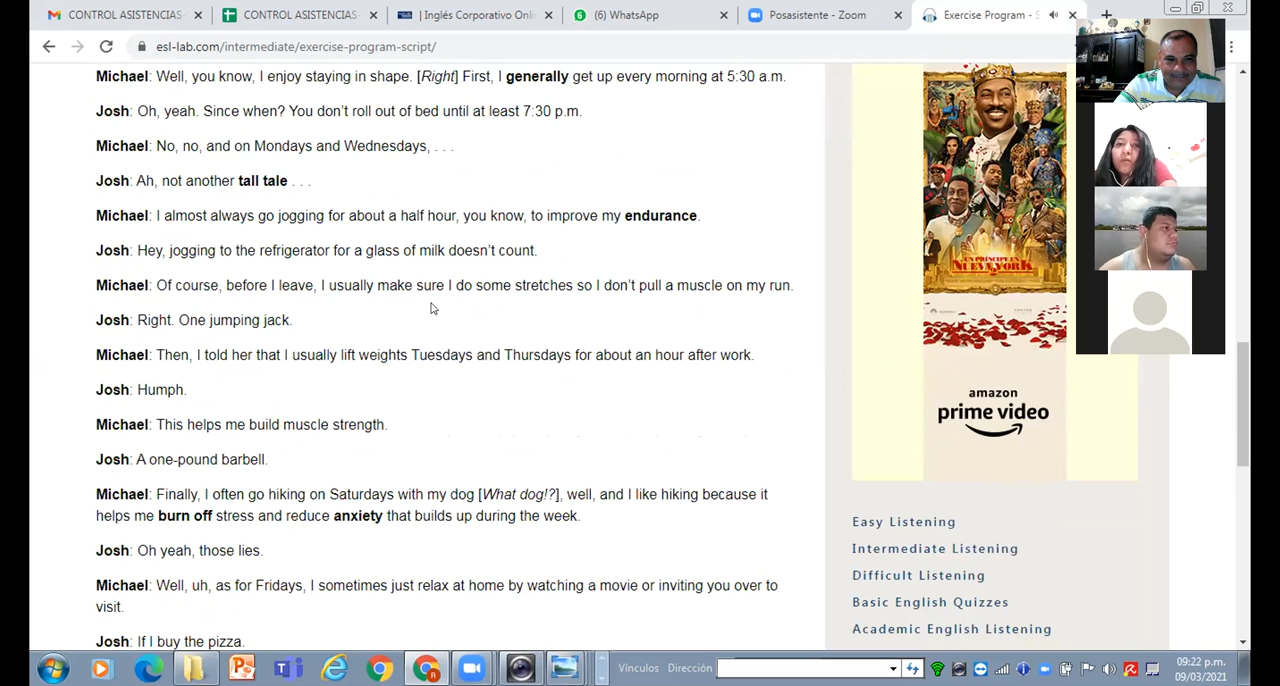 CONTROL ASISTENCIAS-
CONTROL ASISTENCIAS-
| Inglés Corporativo Onli
(6) WhatsApp
Posasistente - Zoom
Exercise Program - S
esl-lab.com/intermediate/exercise-program-script/
Michael: Well, you know, I enjoy staying in shape. [Right] First, I generally get up every morning at 5:30 a.m.
Josh: Oh, yeah. Since when? You don't roll out of bed until at least 7:30 p.m.
Michael: No, no, and on Mondays and Wednesdays, . . .
Josh: Ah, not another tall tale . . .
Michael: I almost always go jogging for about a half hour, you know, to improve my endurance.
Josh: Hey, jogging to the refrigerator for a glass of milk doesn't count.
Michael: Of course, before I leave, I usually make sure I do some stretches so I don't pull a muscle on my run.
Josh: Right. One jumping jack.
Michael: Then, I told her that I usually lift weights Tuesdays and Thursdays for about an hour after work.
Josh: Humph.
Michael: This helps me build muscle strength.
Josh: A one-pound barbell.
Michael: Finally, I often go hiking on Saturdays with my dog [What dog!?], well, and I like hiking because it
helps me burn off stress and reduce anxiety that builds up during the week.
Josh: Oh yeah, those lies.
Michael: Well, uh, as for Fridays, I sometimes just relax at home by watching a movie or inviting you over to
visit.
Josh: If I buy the pizza.
UN PRÍNCIPE EN
NUEVA YORK
amazon
prime video
Easy Listening
Intermediate Listening
Difficult Listening
Basic English Quizzes
Academic English Listening
Vínculos Dirección
09:22 p.m.
09/03/2021